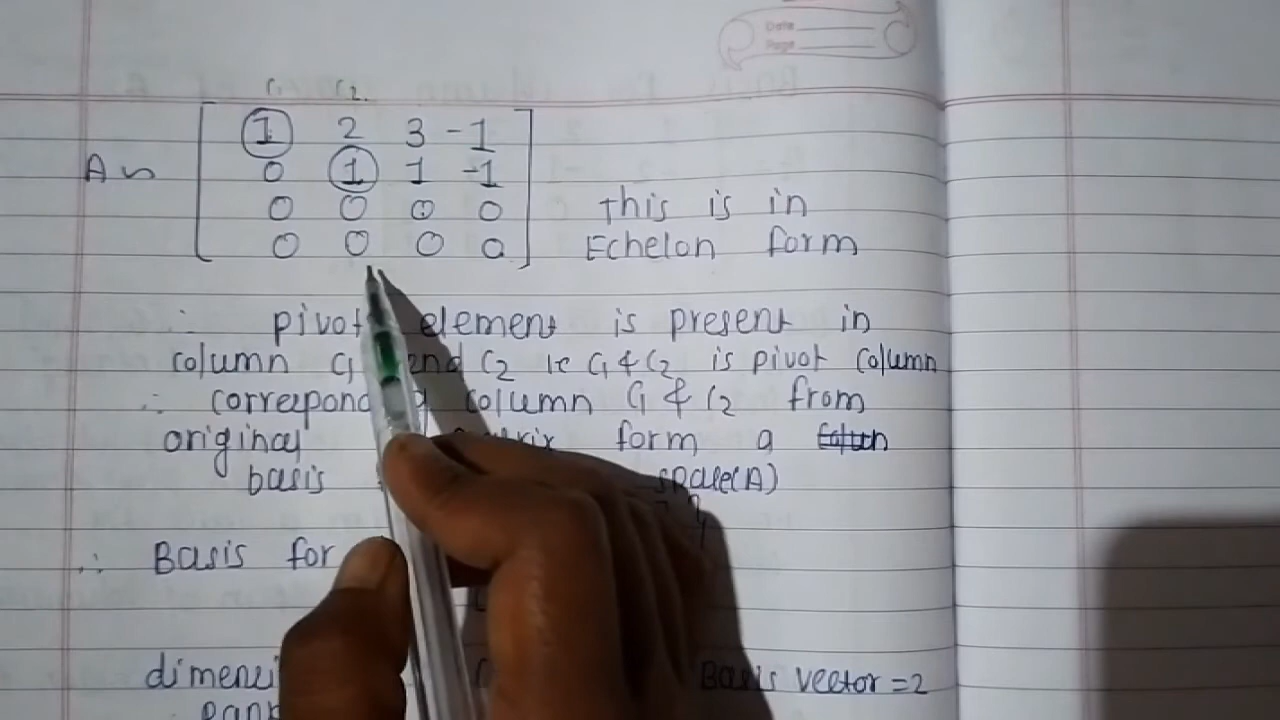 Date
Page
C1 C2
1 2 3 -1
A ~ 0 1 1 -1
0 0 0 0 This is in
0 0 0 0 Echelon form
∴ pivot element is present in
column C1 and C2 ie C1 & C2 is pivot column
∴ column C1 & C2 from
original form a
basis space(A)
∴ Basis for
Basis vector = 2